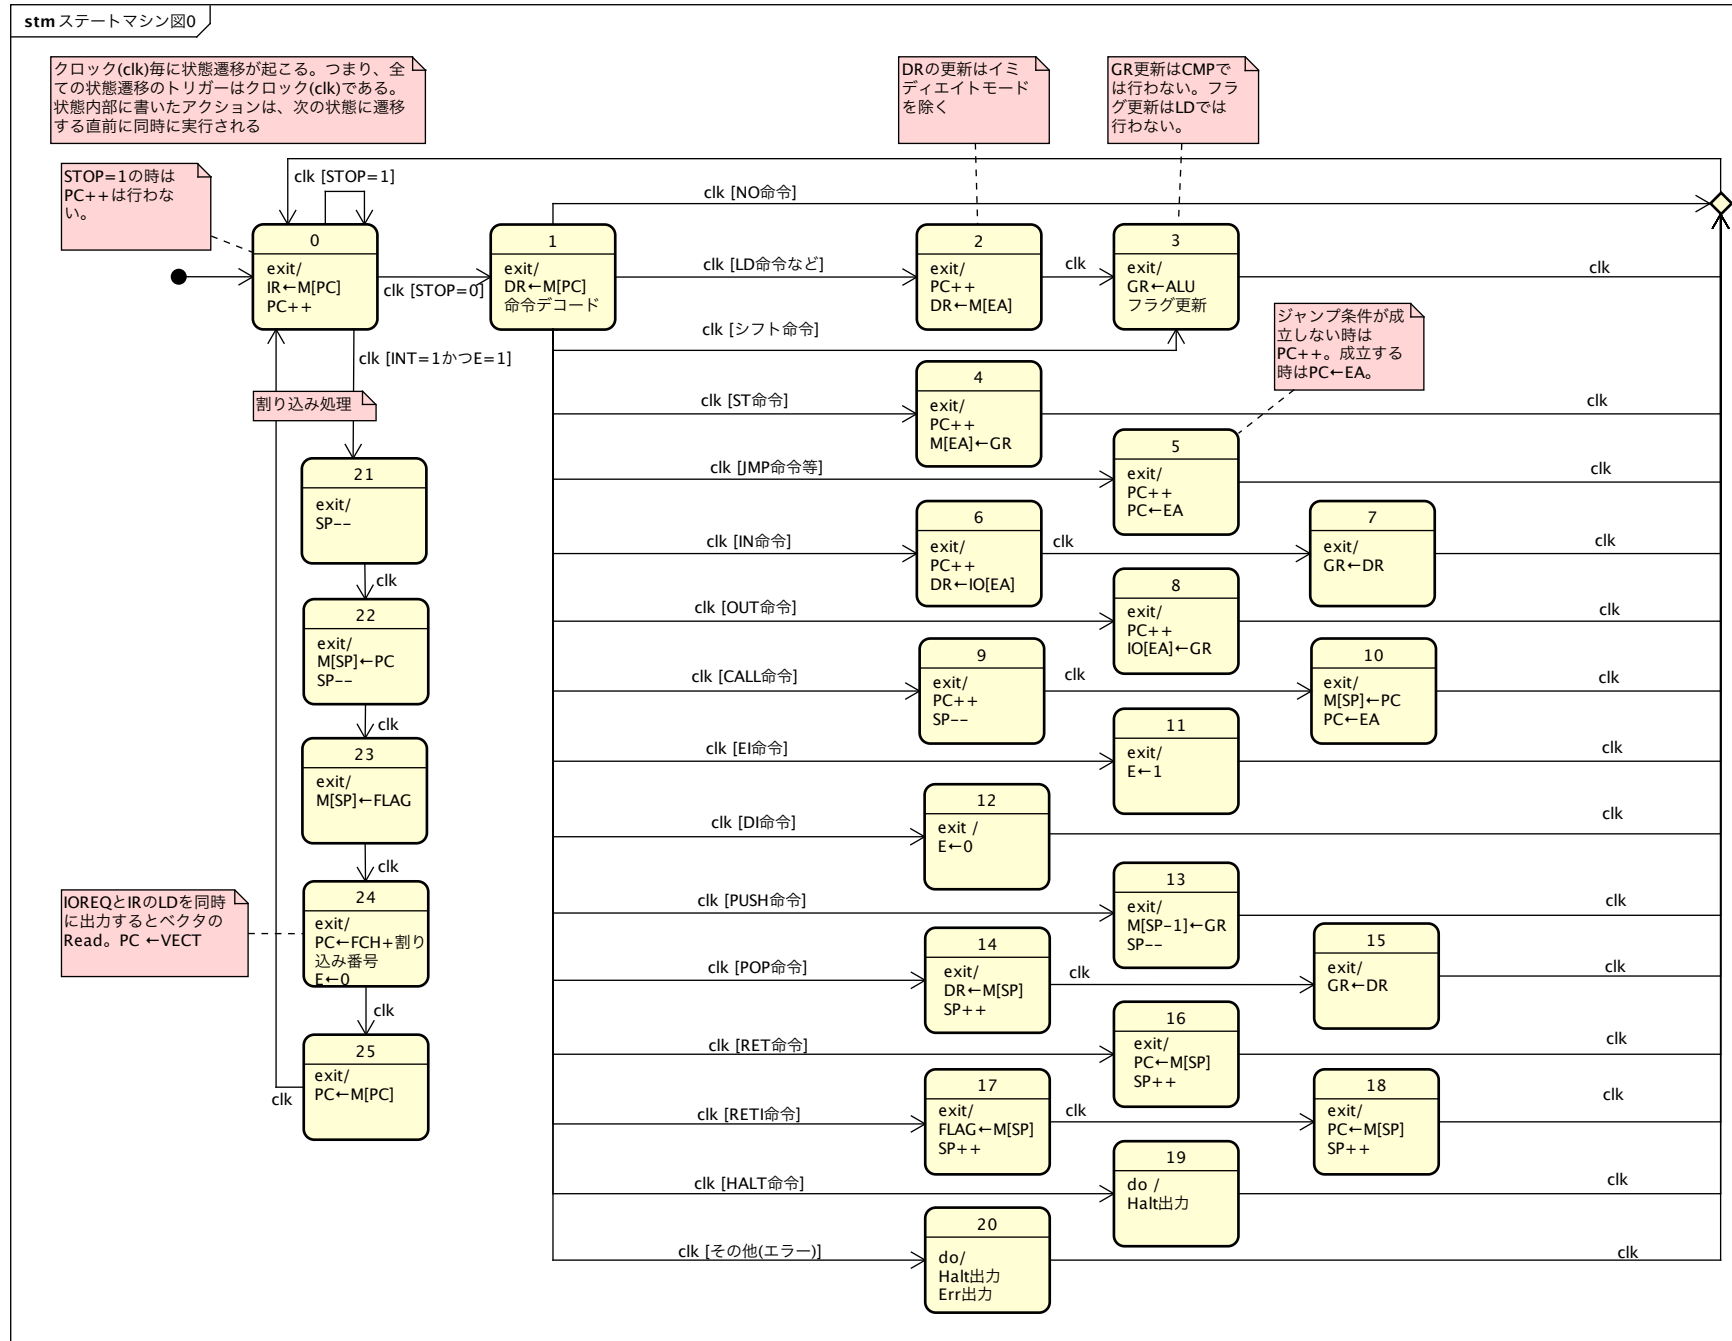 stm ステートマシン図0
クロック(clk)毎に状態遷移が起こる。つまり、全
ての状態遷移のトリガーはクロック(clk)である。
状態内部に書いたアクションは、次の状態に遷移
する直前に同時に実行される
DRの更新はイミ
ディエイトモード
を除く
GR更新はCMPで
は行わない。フラ
グ更新はLDでは
行わない。
STOP=1の時は
PC++は行わな
い。
clk [STOP=1]
clk [NO命令]
0
exit/
IR←M[PC]
PC++
clk [STOP=0]
1
exit/
DR←M[PC]
命令デコード
clk [LD命令など]
2
exit/
PC++
DR←M[EA]
clk
3
exit/
GR←ALU
フラグ更新
clk
clk [シフト命令]
ジャンプ条件が成
立しない時は
PC++。成立する
時はPC←EA。
clk [INT=1かつE=1]
割り込み処理
clk [ST命令]
4
exit/
PC++
M[EA]←GR
clk
clk [JMP命令等]
5
exit/
PC++
PC←EA
clk
21
exit/
SP--
clk
clk [IN命令]
6
exit/
PC++
DR←IO[EA]
clk
7
exit/
GR←DR
clk
clk [OUT命令]
8
exit/
PC++
IO[EA]←GR
clk
22
exit/
M[SP]←PC
SP--
clk
clk [CALL命令]
9
exit/
PC++
SP--
clk
10
exit/
M[SP]←PC
PC←EA
clk
clk [EI命令]
11
exit/
E←1
clk
23
exit/
M[SP]←FLAG
clk
clk [DI命令]
12
exit /
E←0
clk
IOREQとIRのLDを同時
に出力するとベクタの
Read。PC ←VECT
24
exit/
PC←FCH+割り
込み番号
E←0
clk
clk [PUSH命令]
13
exit/
M[SP-1]←GR
SP--
clk
clk [POP命令]
14
exit/
DR←M[SP]
SP++
clk
15
exit/
GR←DR
clk
25
exit/
PC←M[PC]
clk
clk [RET命令]
16
exit/
PC←M[SP]
SP++
clk
clk [RETI命令]
17
exit/
FLAG←M[SP]
SP++
clk
18
exit/
PC←M[SP]
SP++
clk
clk [HALT命令]
19
do /
Halt出力
clk
clk [その他(エラー)]
20
do/
Halt出力
Err出力
clk